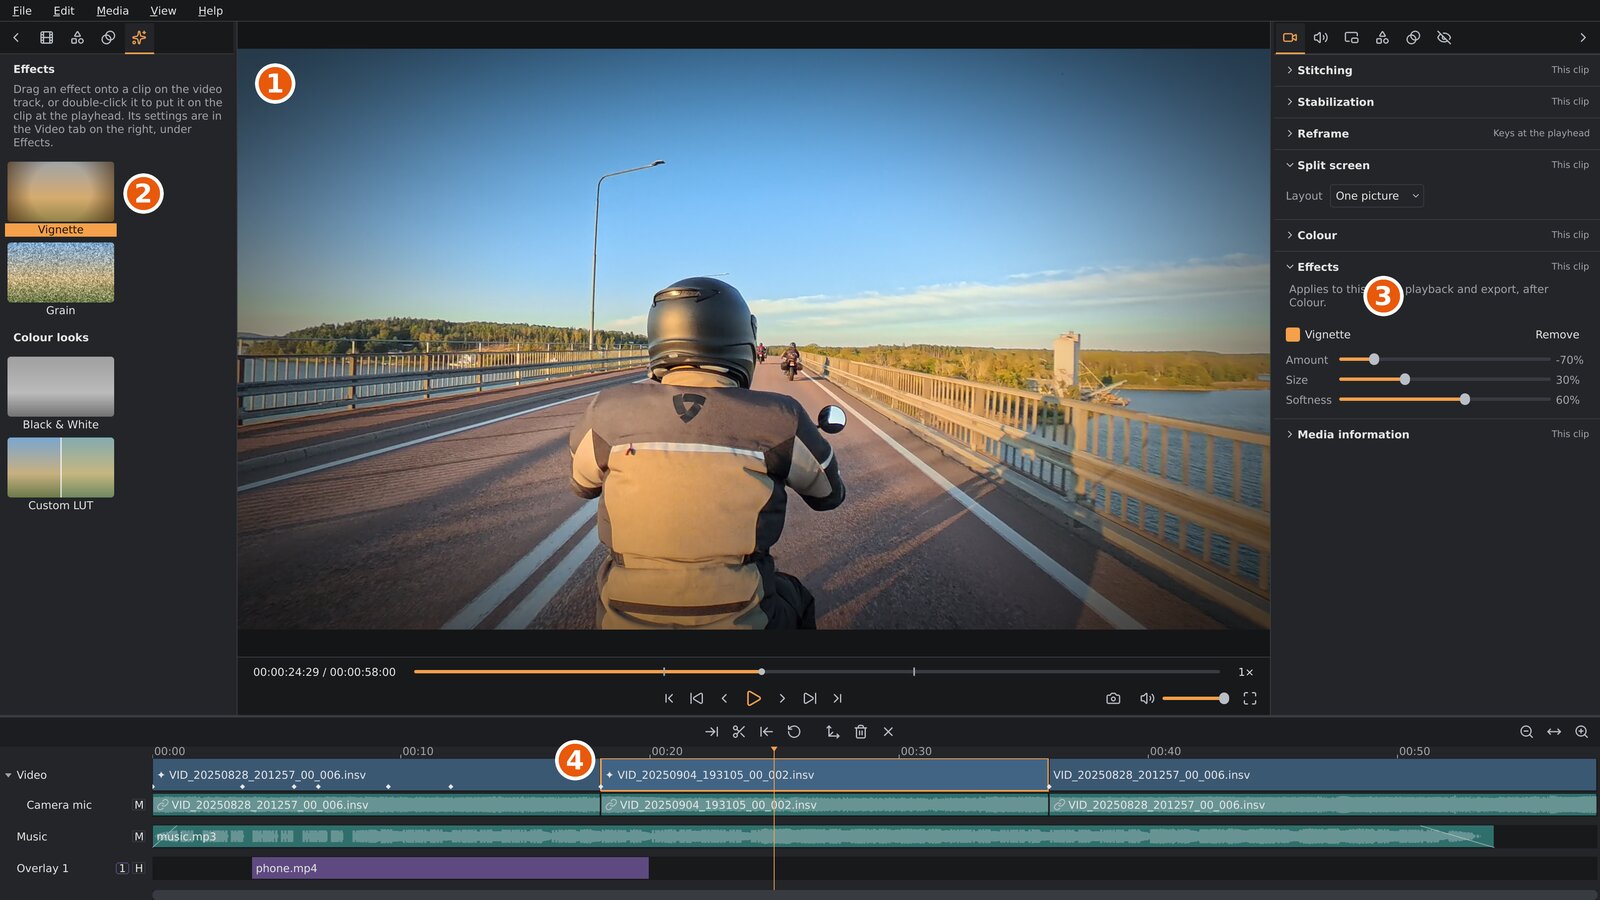 File Edit Media View Help
Effects
Drag an effect onto a clip on the video
track, or double-click it to put it on the
clip at the playhead. Its settings are in
the Video tab on the right, under
Effects.
Vignette
Grain
Colour looks
Black & White
Custom LUT
1
2
3
4
Stitching This clip
Stabilization This clip
Reframe Keys at the playhead
Split screen This clip
Layout One picture
Colour This clip
Effects This clip
Applies to this playback and export, after
Colour.
Vignette Remove
Amount -70%
Size 30%
Softness 60%
Media information This clip
00:00:24:29 / 00:00:58:00 1×
00:00 00:10 00:20 00:30 00:40 00:50
Video VID_20250828_201257_00_006.insv VID_20250904_193105_00_002.insv VID_20250828_201257_00_006.insv
Camera mic M VID_20250828_201257_00_006.insv VID_20250904_193105_00_002.insv VID_20250828_201257_00_006.insv
Music M music.mp3
Overlay 1 1 H phone.mp4